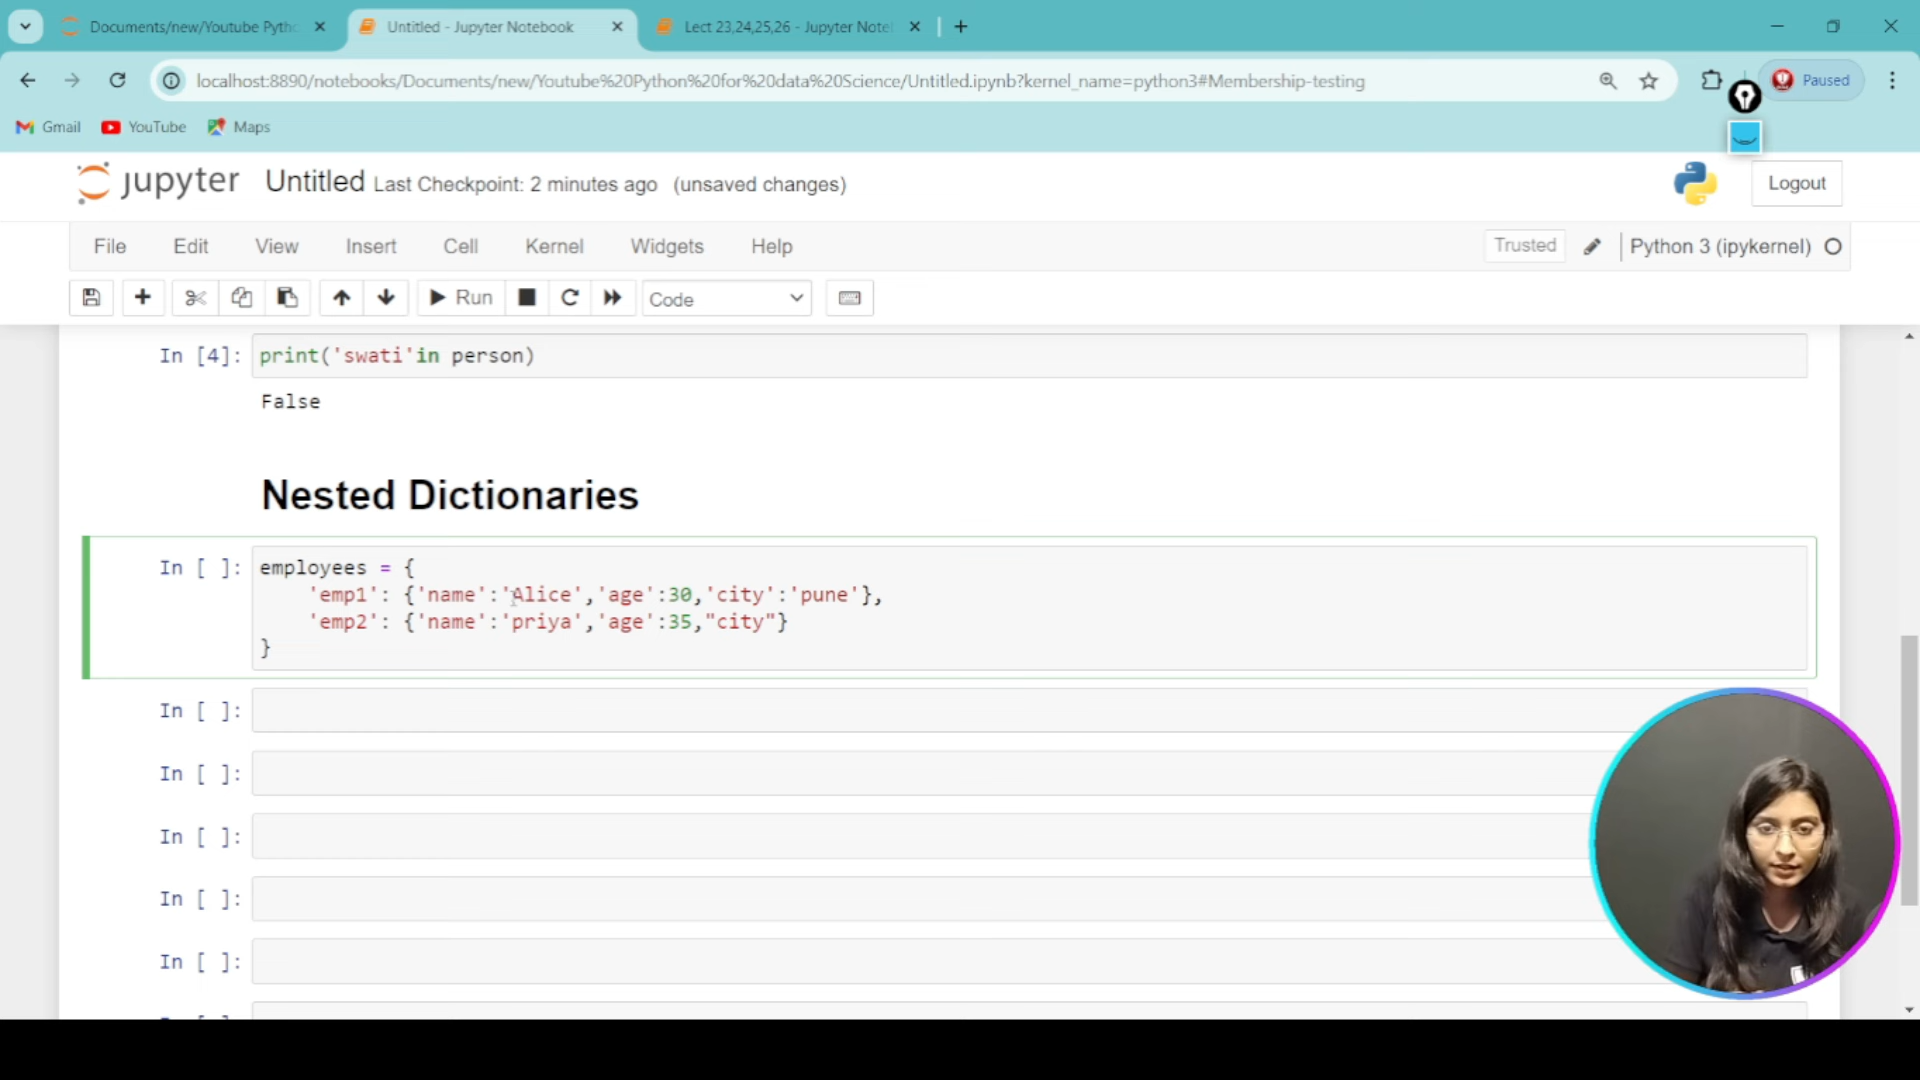 Documents/new/Youtube Pytho
Untitled - Jupyter Notebook
Lect 23,24,25,26 - Jupyter Note
localhost:8890/notebooks/Documents/new/Youtube%20Python%20for%20data%20Science/Untitled.ipynb?kernel_name=python3#Membership-testing
Paused
Gmail
YouTube
Maps
jupyter Untitled Last Checkpoint: 2 minutes ago (unsaved changes)
Logout
File Edit View Insert Cell Kernel Widgets Help
Trusted
Python 3 (ipykernel)
Run
Code
In [4]: print('swati'in person)
False
Nested Dictionaries
In [ ]: employees = {
'emp1': {'name':'Alice','age':30,'city':'pune'},
'emp2': {'name':'priya','age':35,"city"}
}
In [ ]:
In [ ]:
In [ ]:
In [ ]:
In [ ]: